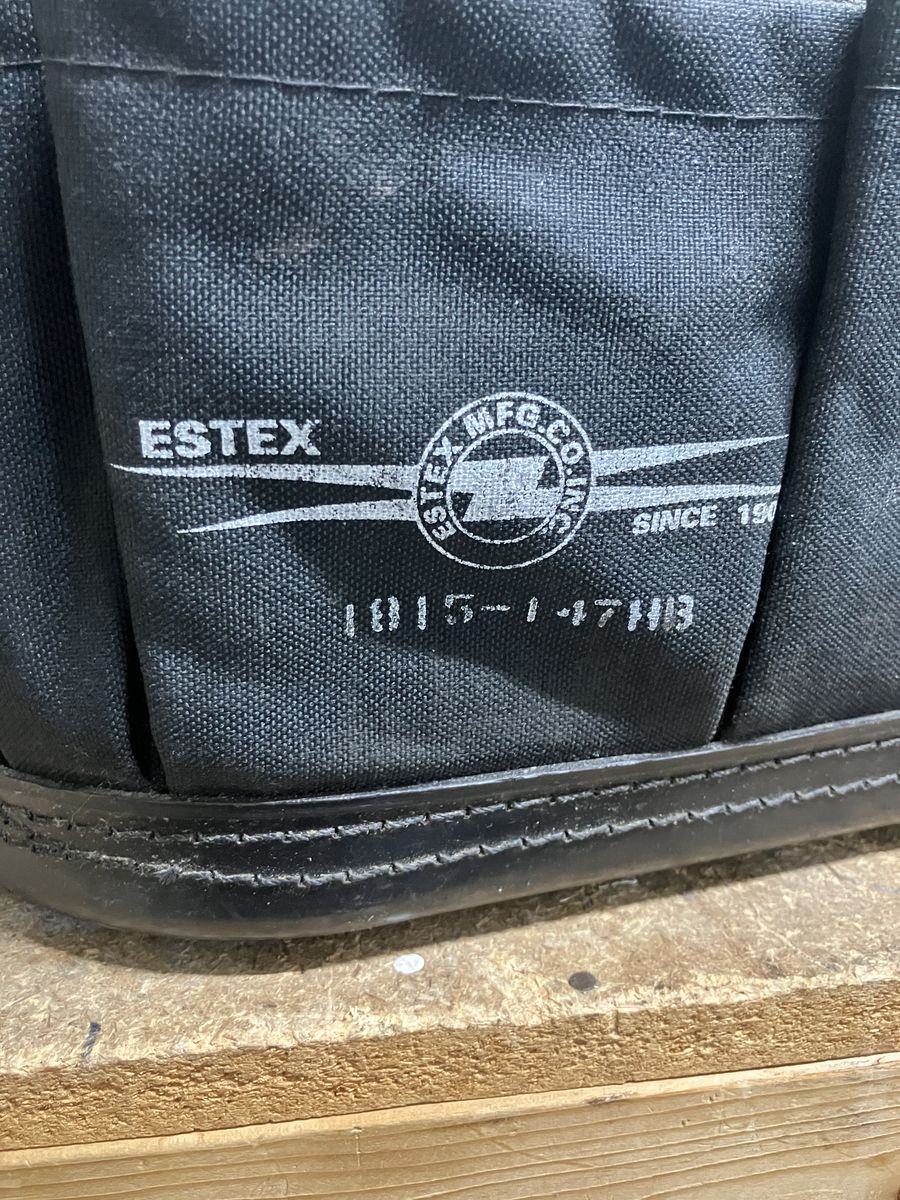 ESTEX
ESTEX MFG. CO. INC.
SINCE 190
1815-147HB